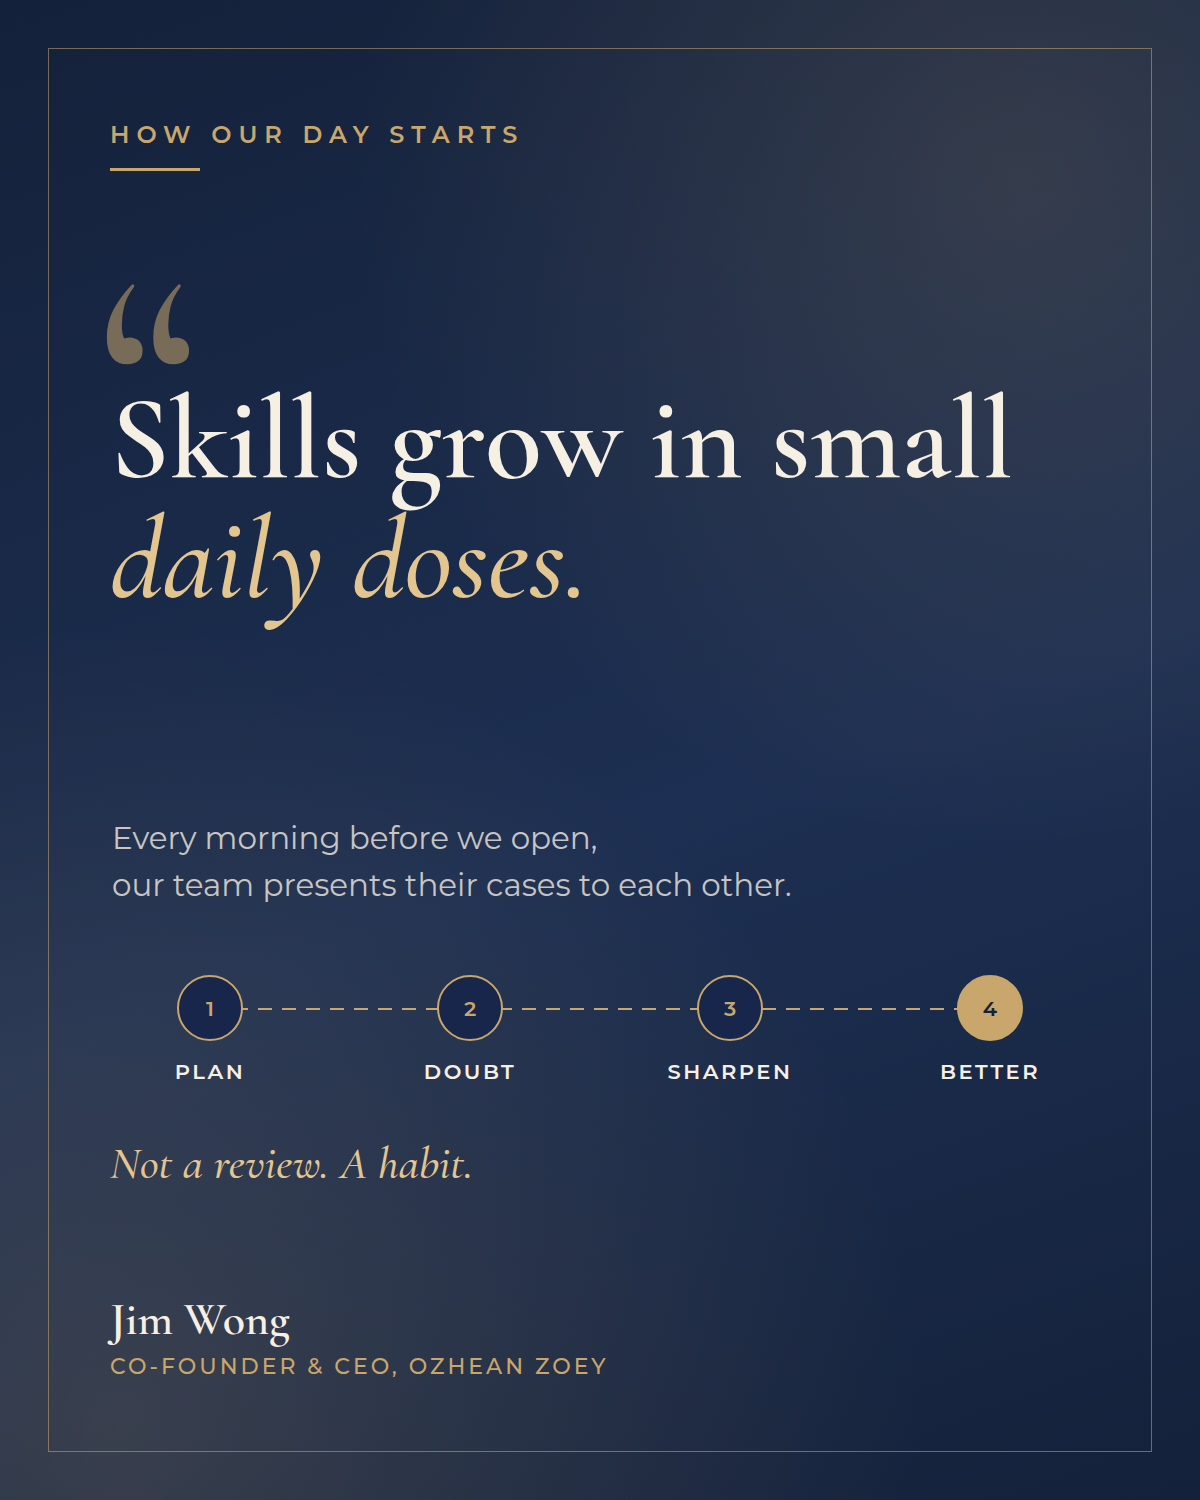 HOW OUR DAY STARTS
“
Skills grow in small
daily doses.
Every morning before we open,
our team presents their cases to each other.
1 2 3 4
PLAN DOUBT SHARPEN BETTER
Not a review. A habit.
Jim Wong
CO-FOUNDER & CEO, OZHEAN ZOEY